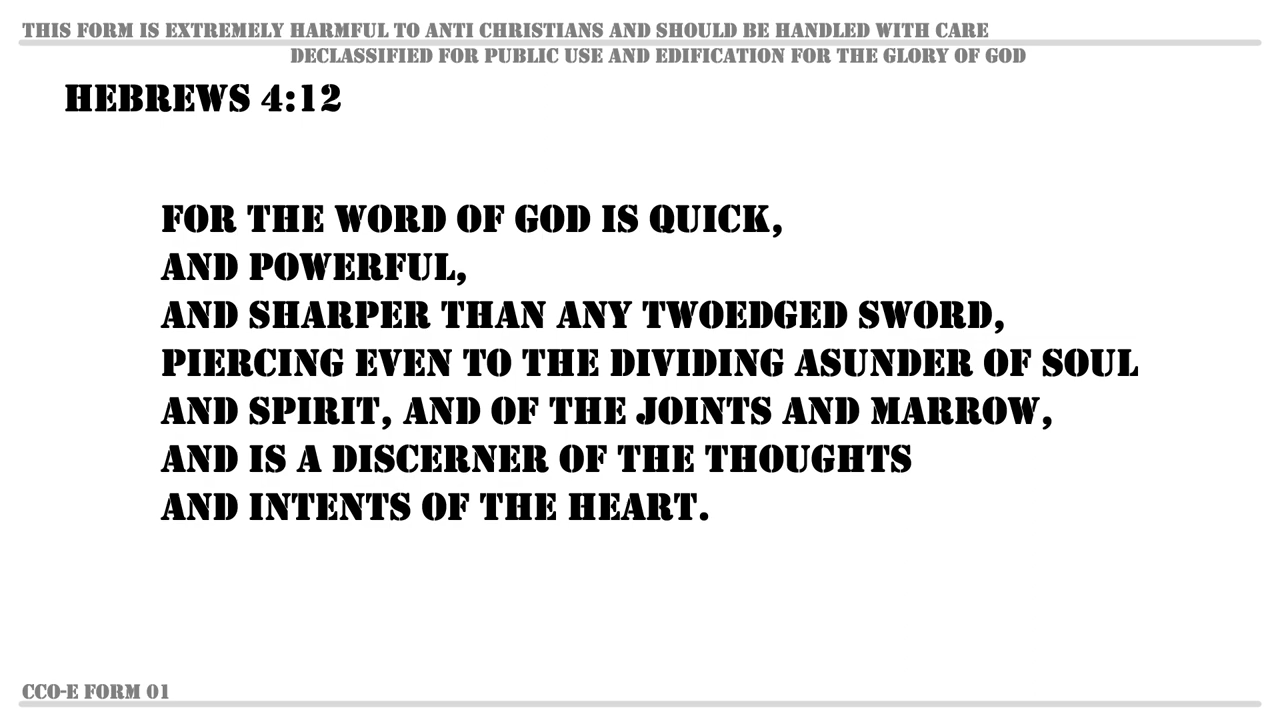 THIS FORM IS EXTREMELY HARMFUL TO ANTI CHRISTIANS AND SHOULD BE HANDLED WITH CARE
DECLASSIFIED FOR PUBLIC USE AND EDIFICATION FOR THE GLORY OF GOD
HEBREWS 4:12
FOR THE WORD OF GOD IS QUICK,
AND POWERFUL,
AND SHARPER THAN ANY TWOEDGED SWORD,
PIERCING EVEN TO THE DIVIDING ASUNDER OF SOUL
AND SPIRIT, AND OF THE JOINTS AND MARROW,
AND IS A DISCERNER OF THE THOUGHTS
AND INTENTS OF THE HEART.
CCO-E FORM 01